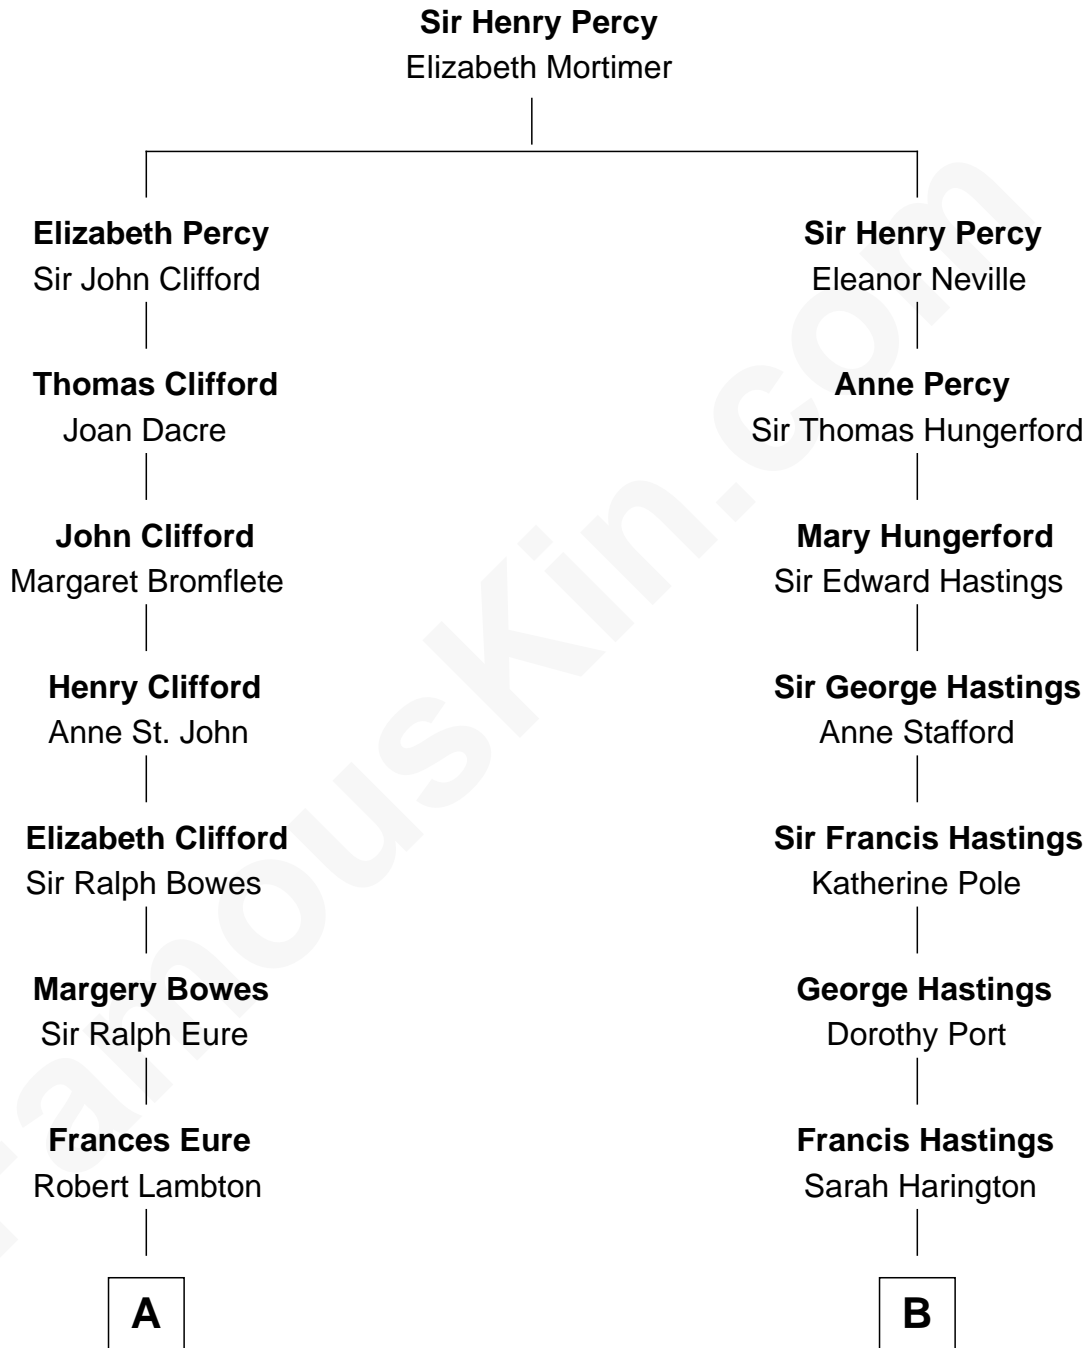 Sir Henry Percy
Elizabeth Mortimer
Elizabeth Percy
Sir John Clifford
Sir Henry Percy
Eleanor Neville
Thomas Clifford
Joan Dacre
Anne Percy
Sir Thomas Hungerford
John Clifford
Margaret Bromflete
Mary Hungerford
Sir Edward Hastings
Henry Clifford
Anne St. John
Sir George Hastings
Anne Stafford
Elizabeth Clifford
Sir Ralph Bowes
Sir Francis Hastings
Katherine Pole
Margery Bowes
Sir Ralph Eure
George Hastings
Dorothy Port
Frances Eure
Robert Lambton
Francis Hastings
Sarah Harington
A
B
FamousKin.com